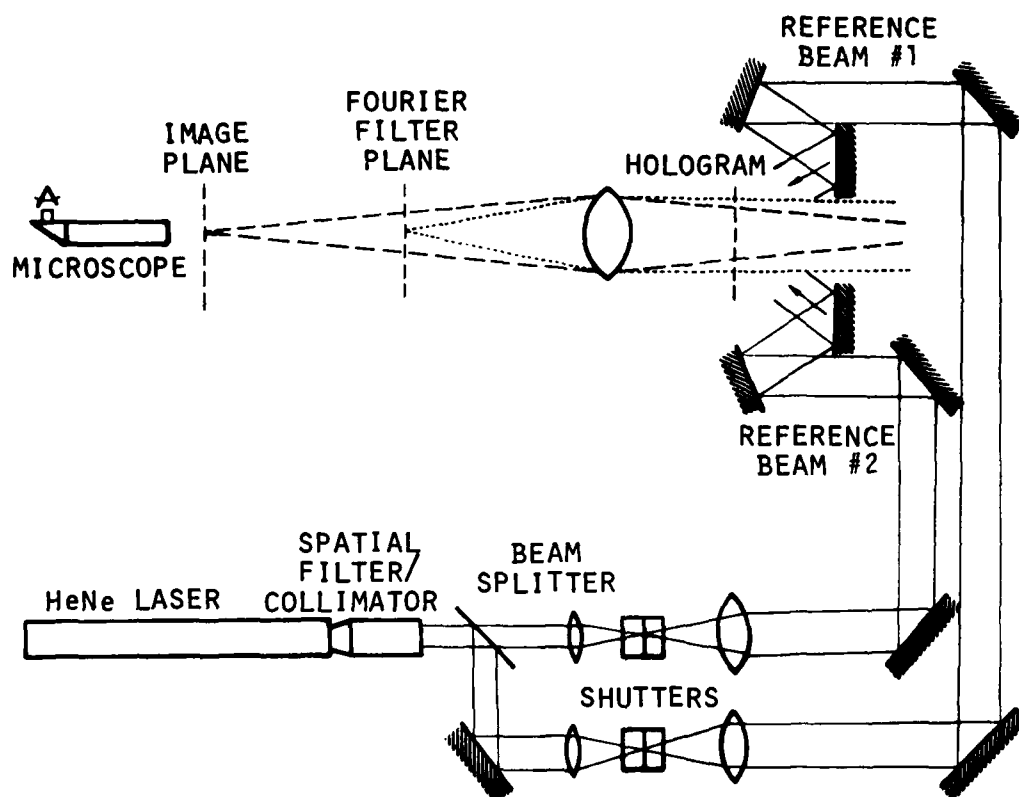 REFERENCE
BEAM #1
FOURIER
FILTER
PLANE
IMAGE
PLANE
HOLOGRAM
MICROSCOPE
REFERENCE
BEAM #2
SPATIAL
FILTER/
COLLIMATOR
BEAM
SPLITTER
HeNe LASER
SHUTTERS